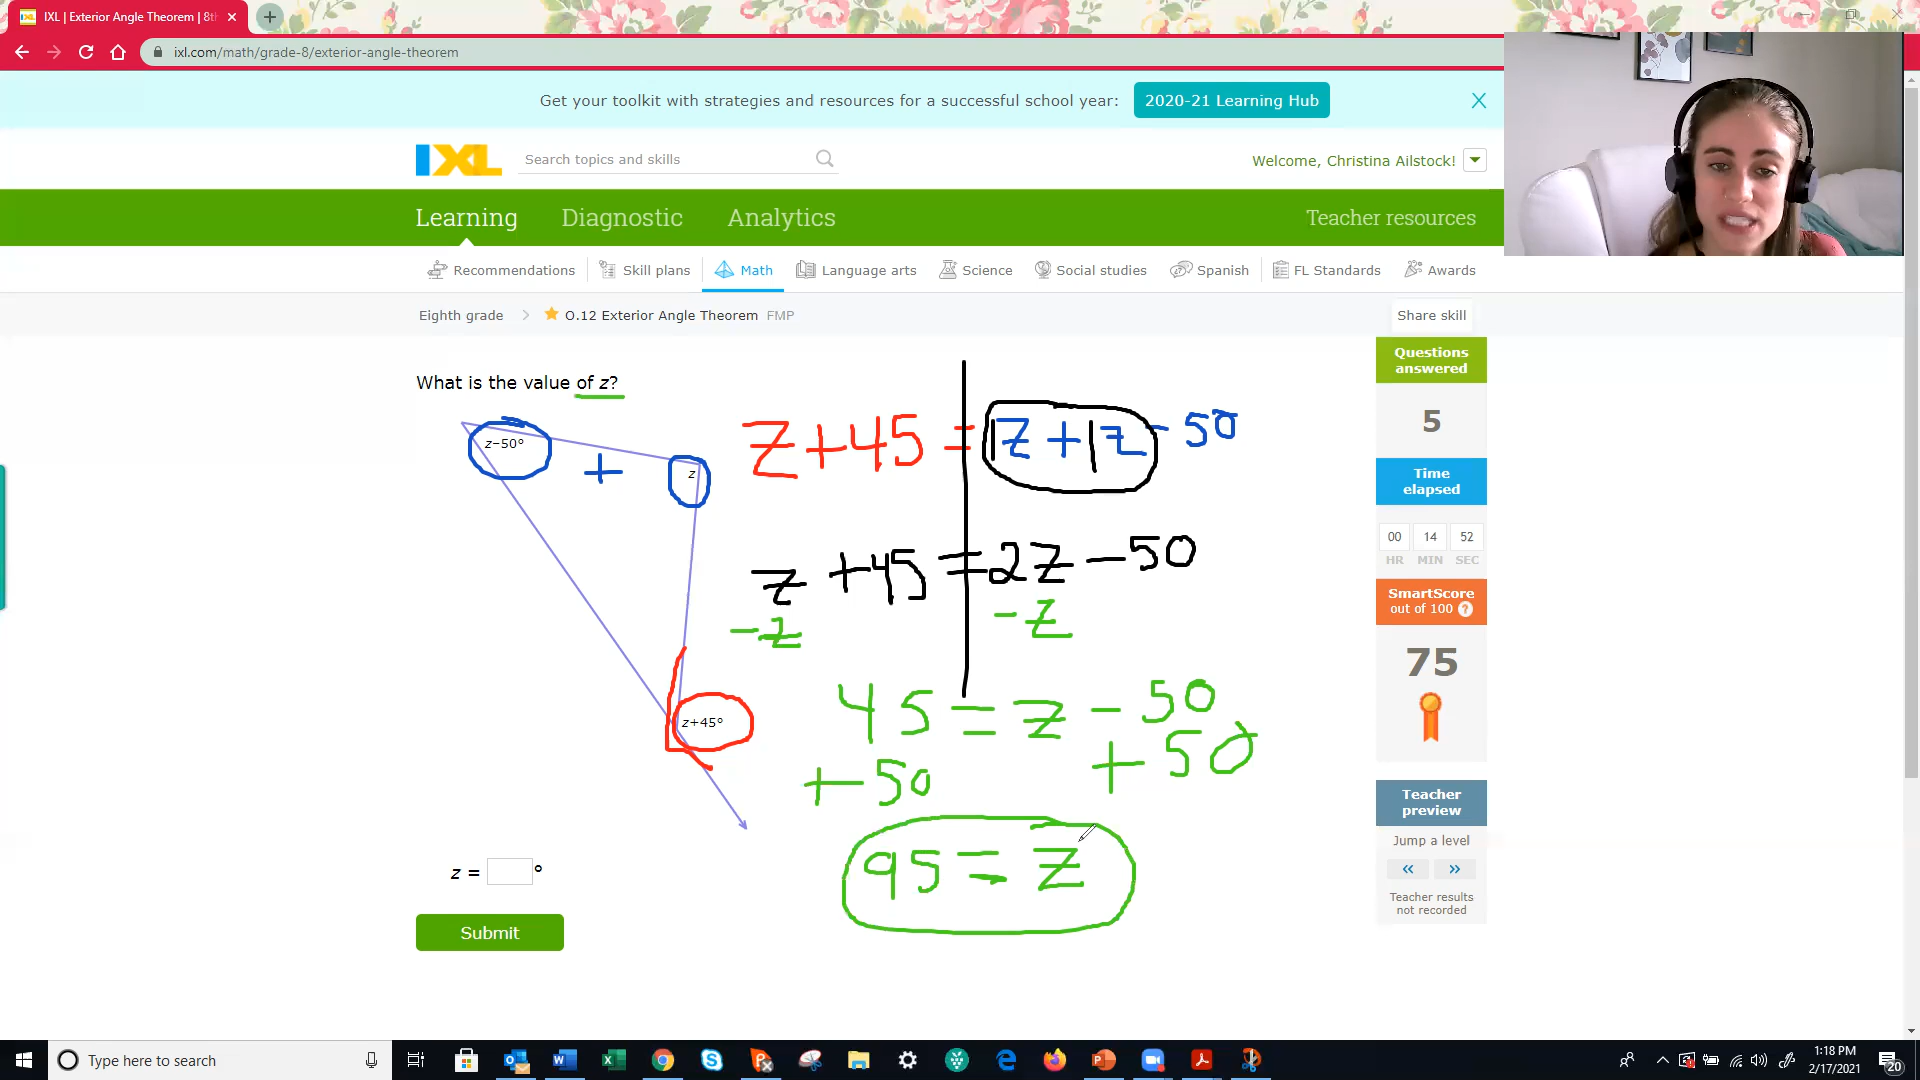 IXL | Exterior Angle Theorem | 8th
ixl.com/math/grade-8/exterior-angle-theorem
Get your toolkit with strategies and resources for a successful school year: 2020-21 Learning Hub
IXL Search topics and skills Welcome, Christina Ailstock!
Learning Diagnostic Analytics Teacher resources
Recommendations Skill plans Math Language arts Science Social studies Spanish FL Standards Awards
Eighth grade > O.12 Exterior Angle Theorem FMP Share skill
What is the value of z?
z−50°
+
z
z+45°
z = °
Submit
z+45 = 1z+1z - 50
z +45 = 2z - 50
-z -z
45 = z - 50
+50 +50
95 = z
Questions
answered
5
Time
elapsed
00 14 52
HR MIN SEC
SmartScore
out of 100 ?
75
Teacher
preview
Jump a level
« »
Teacher results
not recorded
Type here to search
1:18 PM
2/17/2021
20